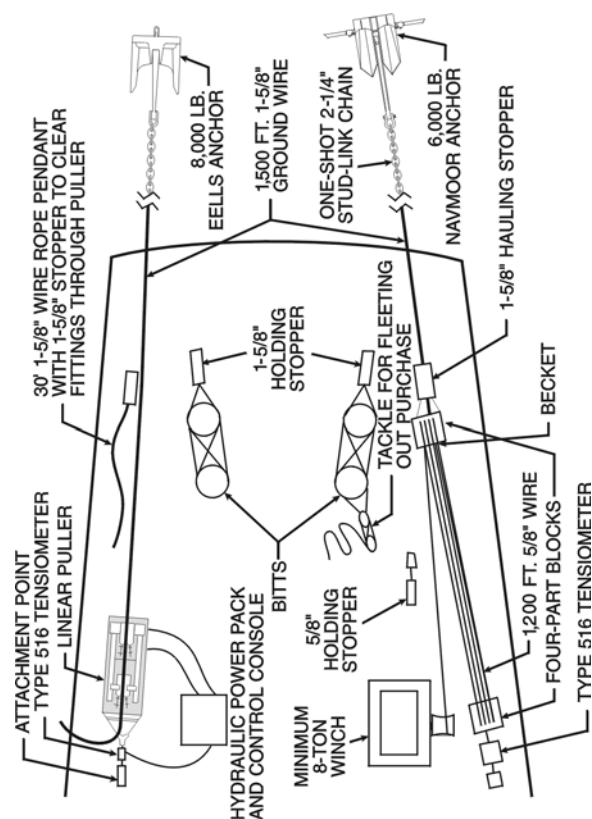 ATTACHMENT POINT
TYPE 516 TENSIOMETER
LINEAR PULLER
30' 1-5/8" WIRE ROPE PENDANT
WITH 1-5/8" STOPPER TO CLEAR
FITTINGS THROUGH PULLER
8,000 LB.
EELLS ANCHOR
1,500 FT. 1-5/8"
GROUND WIRE
HYDRAULIC POWER PACK
AND CONTROL CONSOLE
BITTS
1-5/8"
HOLDING
STOPPER
ONE-SHOT 2-1/4"
STUD-LINK CHAIN
TACKLE FOR FLEETING
OUT PURCHASE
6,000 LB.
NAVMOOR ANCHOR
MINIMUM
8-TON
WINCH
5/8"
HOLDING
STOPPER
1-5/8" HAULING STOPPER
BECKET
1,200 FT. 5/8" WIRE
FOUR-PART BLOCKS
TYPE 516 TENSIOMETER